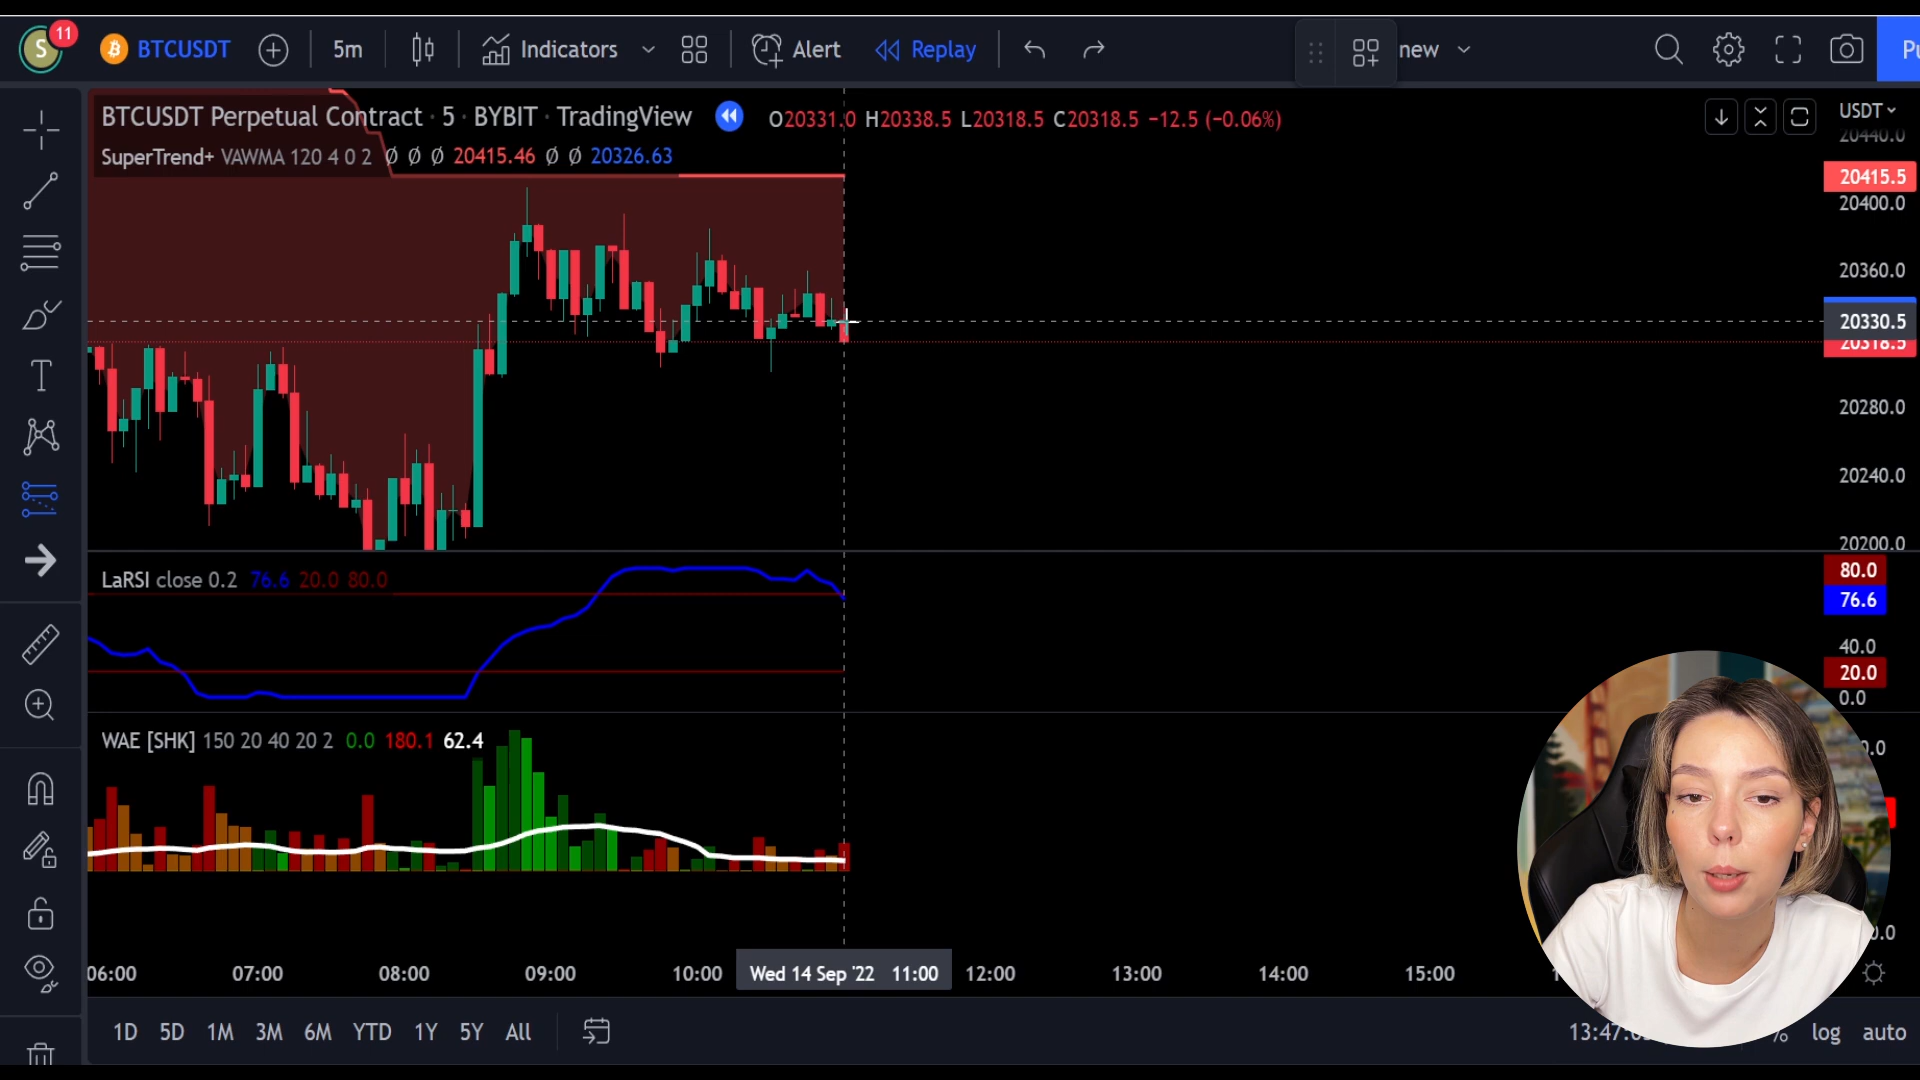 S 11 BTCUSDT 5m Indicators Alert Replay new Pu
BTCUSDT Perpetual Contract · 5 · BYBIT · TradingView O20331.0 H20338.5 L20318.5 C20318.5 −12.5 (−0.06%)
SuperTrend+ VAWMA 120 4 0 2 Ø Ø Ø 20415.46 Ø Ø 20326.63
USDT
20440.0
20415.5
20400.0
20360.0
20330.5
20318.5
20280.0
20240.0
20200.0
LaRSI close 0.2 76.6 20.0 80.0
80.0
76.6
40.0
20.0
0.0
WAE [SHK] 150 20 40 20 2 0.0 180.1 62.4
06:00 07:00 08:00 09:00 10:00 Wed 14 Sep '22 11:00 12:00 13:00 14:00 15:00
1D 5D 1M 3M 6M YTD 1Y 5Y All
% log auto